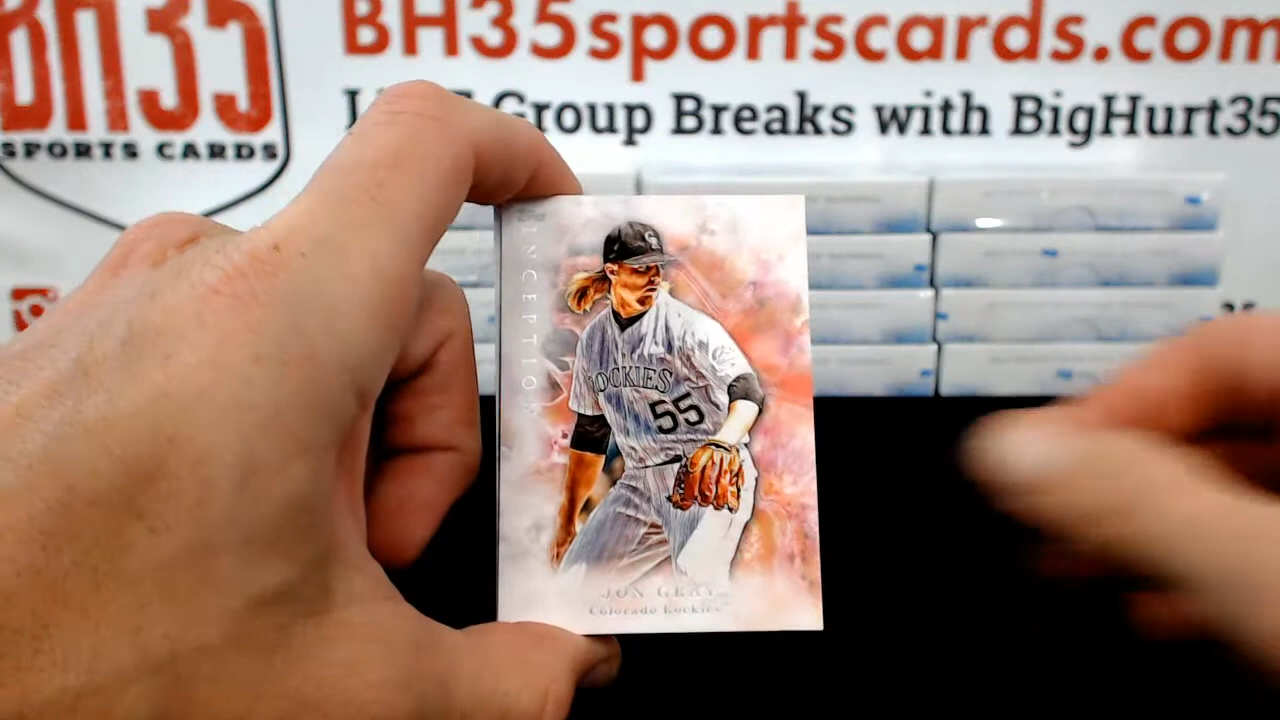 BH35
SPORTS CARDS
BH35sportscards.com
Group Breaks with BigHurt35
INCEPTION
ROCKIES
55
JON GRAY
Colorado Rockies